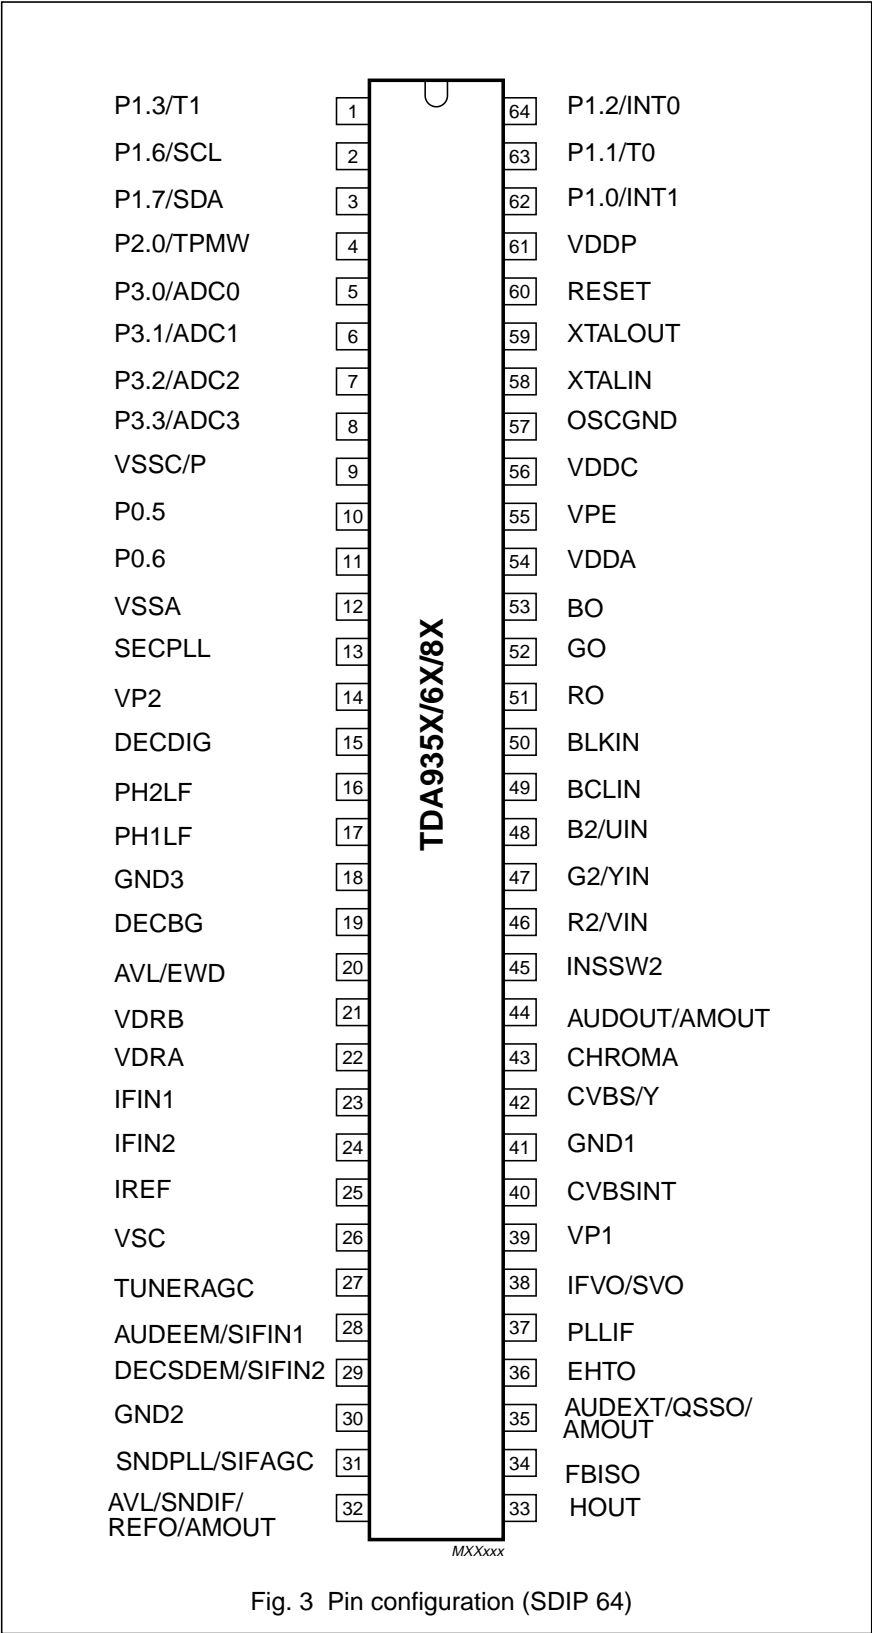 P1.3/T1 1 64 P1.2/INT0
P1.6/SCL 2 63 P1.1/T0
P1.7/SDA 3 62 P1.0/INT1
P2.0/TPMW 4 61 VDDP
P3.0/ADC0 5 60 RESET
P3.1/ADC1 6 59 XTALOUT
P3.2/ADC2 7 58 XTALIN
P3.3/ADC3 8 57 OSCGND
VSSC/P 9 56 VDDC
P0.5 10 55 VPE
P0.6 11 54 VDDA
VSSA 12 53 BO
SECPLL 13 52 GO
VP2 14 51 RO
DECDIG 15 50 BLKIN
PH2LF 16 49 BCLIN
PH1LF 17 48 B2/UIN
GND3 18 47 G2/YIN
DECBG 19 46 R2/VIN
AVL/EWD 20 45 INSSW2
VDRB 21 44 AUDOUT/AMOUT
VDRA 22 43 CHROMA
IFIN1 23 42 CVBS/Y
IFIN2 24 41 GND1
IREF 25 40 CVBSINT
VSC 26 39 VP1
TUNERAGC 27 38 IFVO/SVO
AUDEEM/SIFIN1 28 37 PLLIF
DECSDEM/SIFIN2 29 36 EHTO
GND2 30 35 AUDEXT/QSSO/
AMOUT
SNDPLL/SIFAGC 31 34 FBISO
AVL/SNDIF/ 32 33 HOUT
REFO/AMOUT
TDA935X/6X/8X
MXXxxx
Fig. 3 Pin configuration (SDIP 64)